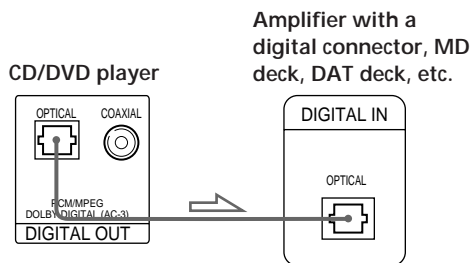 Amplifier with a
digital connector, MD
deck, DAT deck, etc.
CD/DVD player
OPTICAL COAXIAL
PCM/MPEG
DOLBY DIGITAL (AC-3)
DIGITAL OUT
DIGITAL IN
OPTICAL